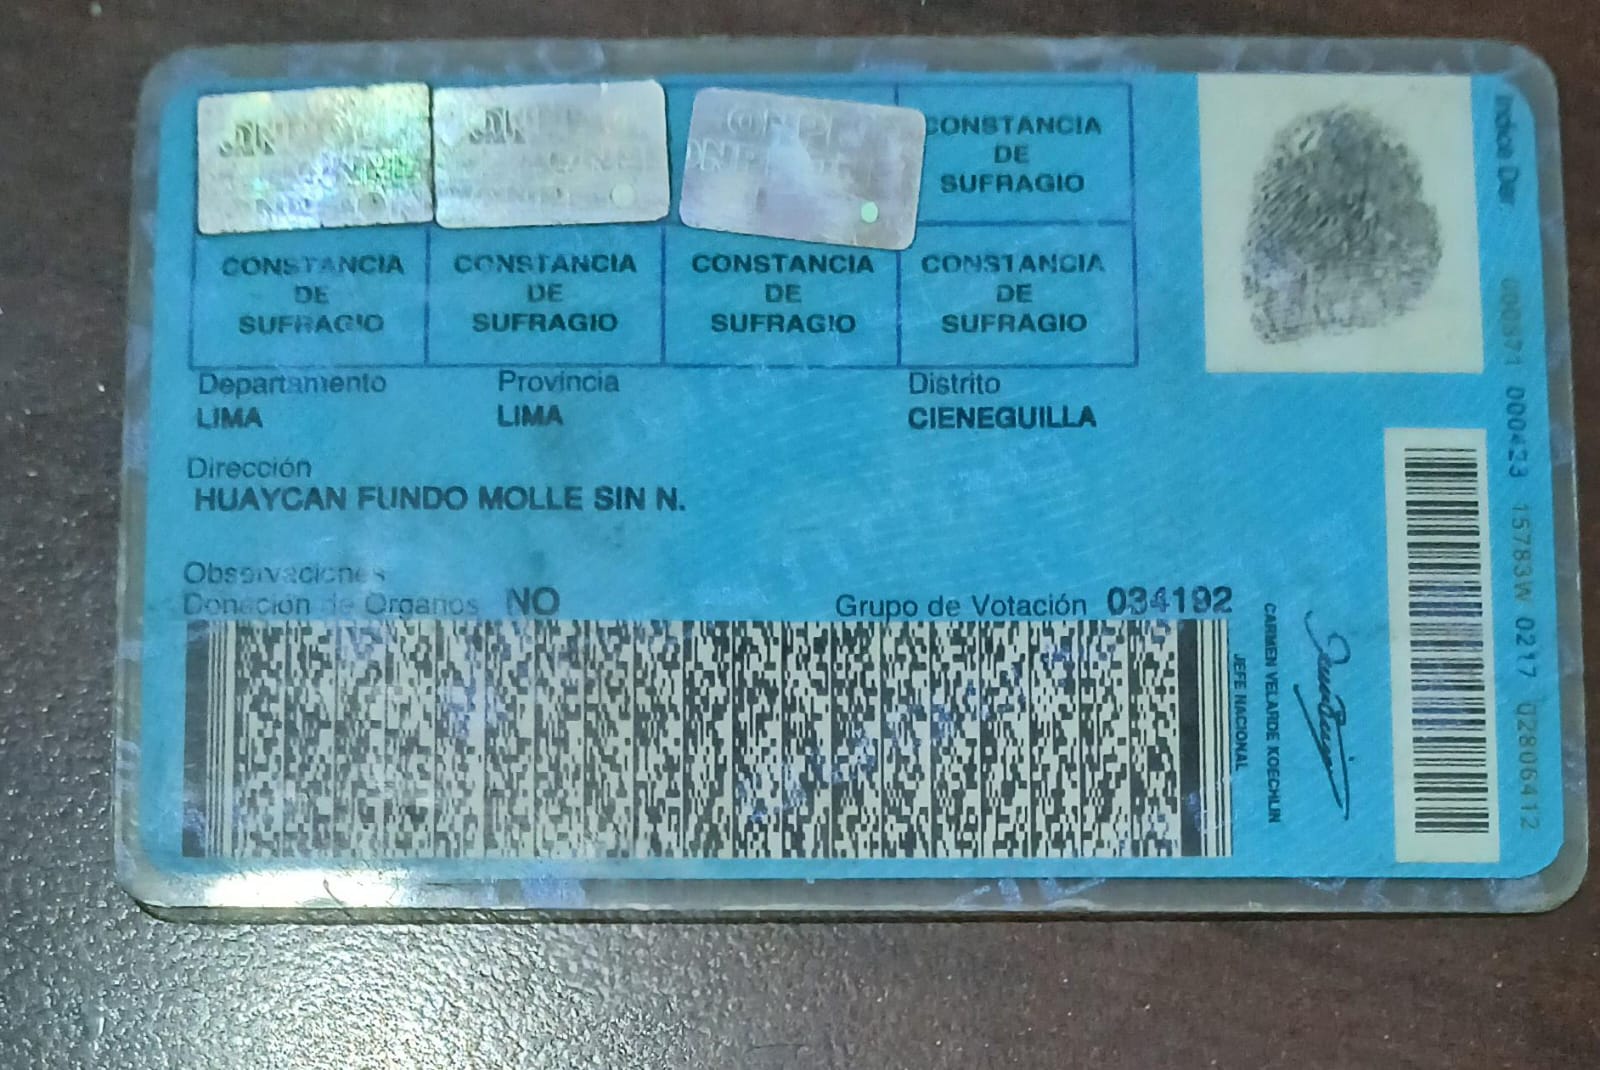 ONPE
CONSTANCIA
DE
SUFRAGIO
CONSTANCIA
DE
SUFRAGIO
CONSTANCIA
DE
SUFRAGIO
CONSTANCIA
DE
SUFRAGIO
CONSTANCIA
DE
SUFRAGIO
Departamento Provincia Distrito
LIMA LIMA CIENEGUILLA
Dirección
HUAYCAN FUNDO MOLLE SIN N.
Observaciones
Donación de Organos NO Grupo de Votación 034192
CARMEN VELARDE KOECHLIN
JEFE NACIONAL
Indice Der.
000423 15783W 0217 02806412